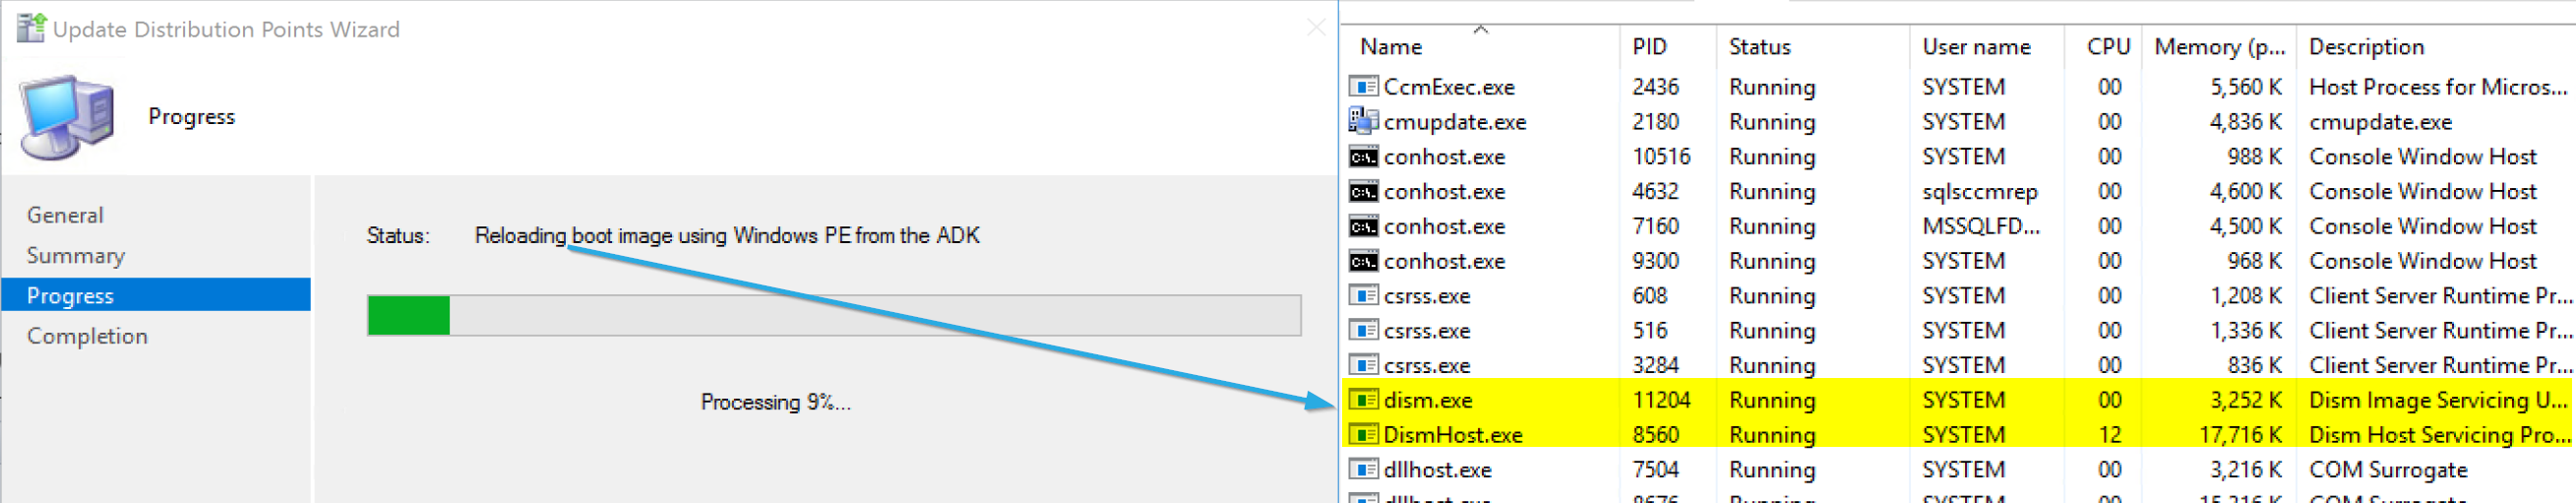 Update Distribution Points Wizard
Progress
General
Summary
Progress
Completion
Status: Reloading boot image using Windows PE from the ADK
Processing 9%...
Name PID Status User name CPU Memory (p... Description
CcmExec.exe 2436 Running SYSTEM 00 5,560 K Host Process for Micros...
cmupdate.exe 2180 Running SYSTEM 00 4,836 K cmupdate.exe
conhost.exe 10516 Running SYSTEM 00 988 K Console Window Host
conhost.exe 4632 Running sqlsccmrep 00 4,600 K Console Window Host
conhost.exe 7160 Running MSSQLFD... 00 4,500 K Console Window Host
conhost.exe 9300 Running SYSTEM 00 968 K Console Window Host
csrss.exe 608 Running SYSTEM 00 1,208 K Client Server Runtime Pr...
csrss.exe 516 Running SYSTEM 00 1,336 K Client Server Runtime Pr...
csrss.exe 3284 Running SYSTEM 00 836 K Client Server Runtime Pr...
dism.exe 11204 Running SYSTEM 00 3,252 K Dism Image Servicing U...
DismHost.exe 8560 Running SYSTEM 12 17,716 K Dism Host Servicing Pro...
dllhost.exe 7504 Running SYSTEM 00 3,216 K COM Surrogate